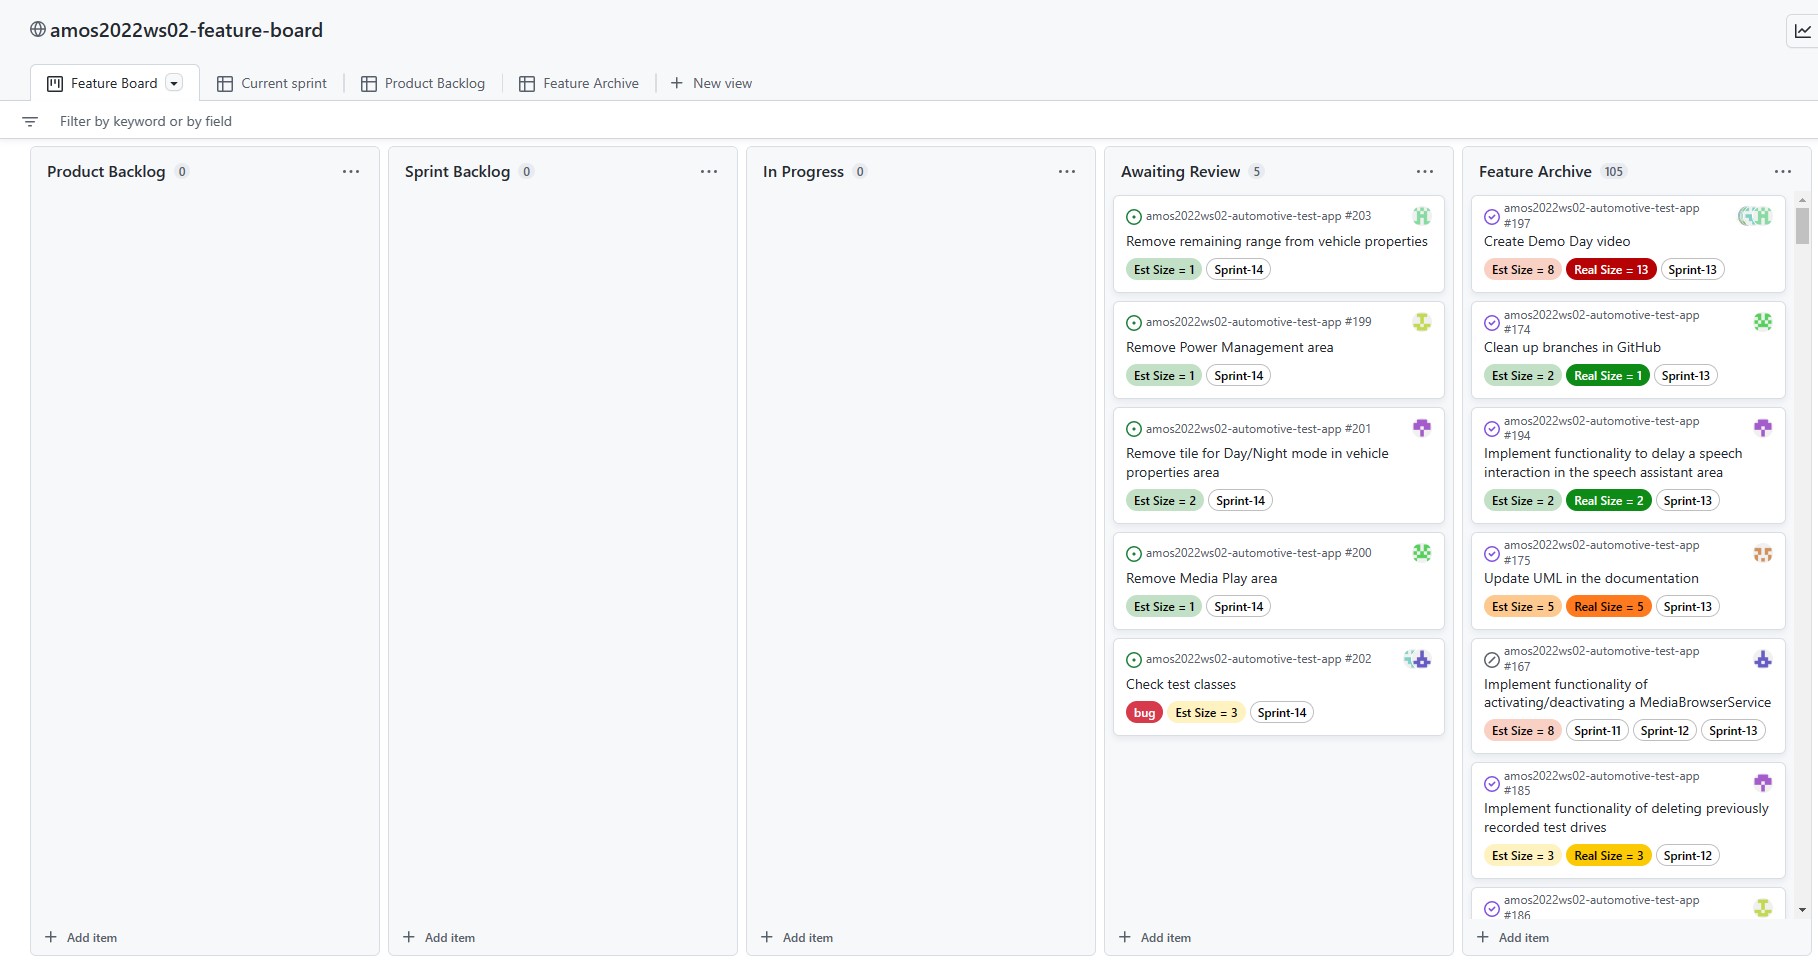 amos2022ws02-feature-board
Feature Board
Current sprint
Product Backlog
Feature Archive
New view
Filter by keyword or by field
Product Backlog 0
Sprint Backlog 0
In Progress 0
Awaiting Review 5
amos2022ws02-automotive-test-app #203
Remove remaining range from vehicle properties
Est Size = 1 Sprint-14
amos2022ws02-automotive-test-app #199
Remove Power Management area
Est Size = 1 Sprint-14
amos2022ws02-automotive-test-app #201
Remove tile for Day/Night mode in vehicle
properties area
Est Size = 2 Sprint-14
amos2022ws02-automotive-test-app #200
Remove Media Play area
Est Size = 1 Sprint-14
amos2022ws02-automotive-test-app #202
Check test classes
bug Est Size = 3 Sprint-14
Feature Archive 105
amos2022ws02-automotive-test-app
#197
Create Demo Day video
Est Size = 8 Real Size = 13 Sprint-13
amos2022ws02-automotive-test-app
#174
Clean up branches in GitHub
Est Size = 2 Real Size = 1 Sprint-13
amos2022ws02-automotive-test-app
#194
Implement functionality to delay a speech
interaction in the speech assistant area
Est Size = 2 Real Size = 2 Sprint-13
amos2022ws02-automotive-test-app
#175
Update UML in the documentation
Est Size = 5 Real Size = 5 Sprint-13
amos2022ws02-automotive-test-app
#167
Implement functionality of
activating/deactivating a MediaBrowserService
Est Size = 8 Sprint-11 Sprint-12 Sprint-13
amos2022ws02-automotive-test-app
#185
Implement functionality of deleting previously
recorded test drives
Est Size = 3 Real Size = 3 Sprint-12
amos2022ws02-automotive-test-app
#186
Add item
Add item
Add item
Add item
Add item